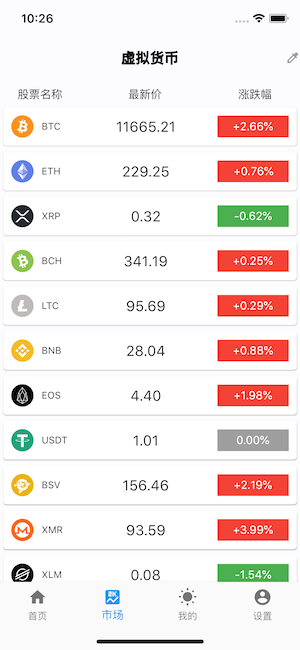 10:26
虚拟货币
股票名称 最新价 涨跌幅
BTC 11665.21 +2.66%
ETH 229.25 +0.76%
XRP 0.32 -0.62%
BCH 341.19 +0.25%
LTC 95.69 +0.29%
BNB 28.04 +0.88%
EOS 4.40 +1.98%
USDT 1.01 0.00%
BSV 156.46 +2.19%
XMR 93.59 +3.99%
XLM 0.08 -1.54%
首页 市场 我的 设置